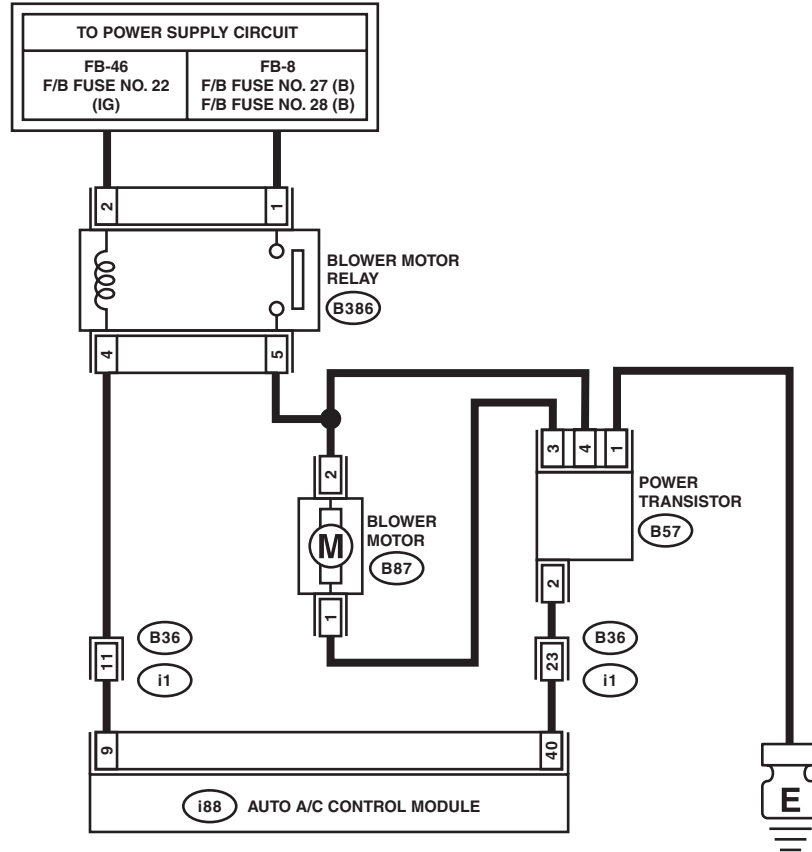 TO POWER SUPPLY CIRCUIT
FB-46
F/B FUSE NO. 22
(IG)
FB-8
F/B FUSE NO. 27 (B)
F/B FUSE NO. 28 (B)
2
1
BLOWER MOTOR
RELAY
B386
4
5
3
4
1
POWER
TRANSISTOR
B57
2
2
BLOWER
MOTOR
M
B87
1
11
B36
i1
23
B36
i1
9
40
i88 AUTO A/C CONTROL MODULE
E